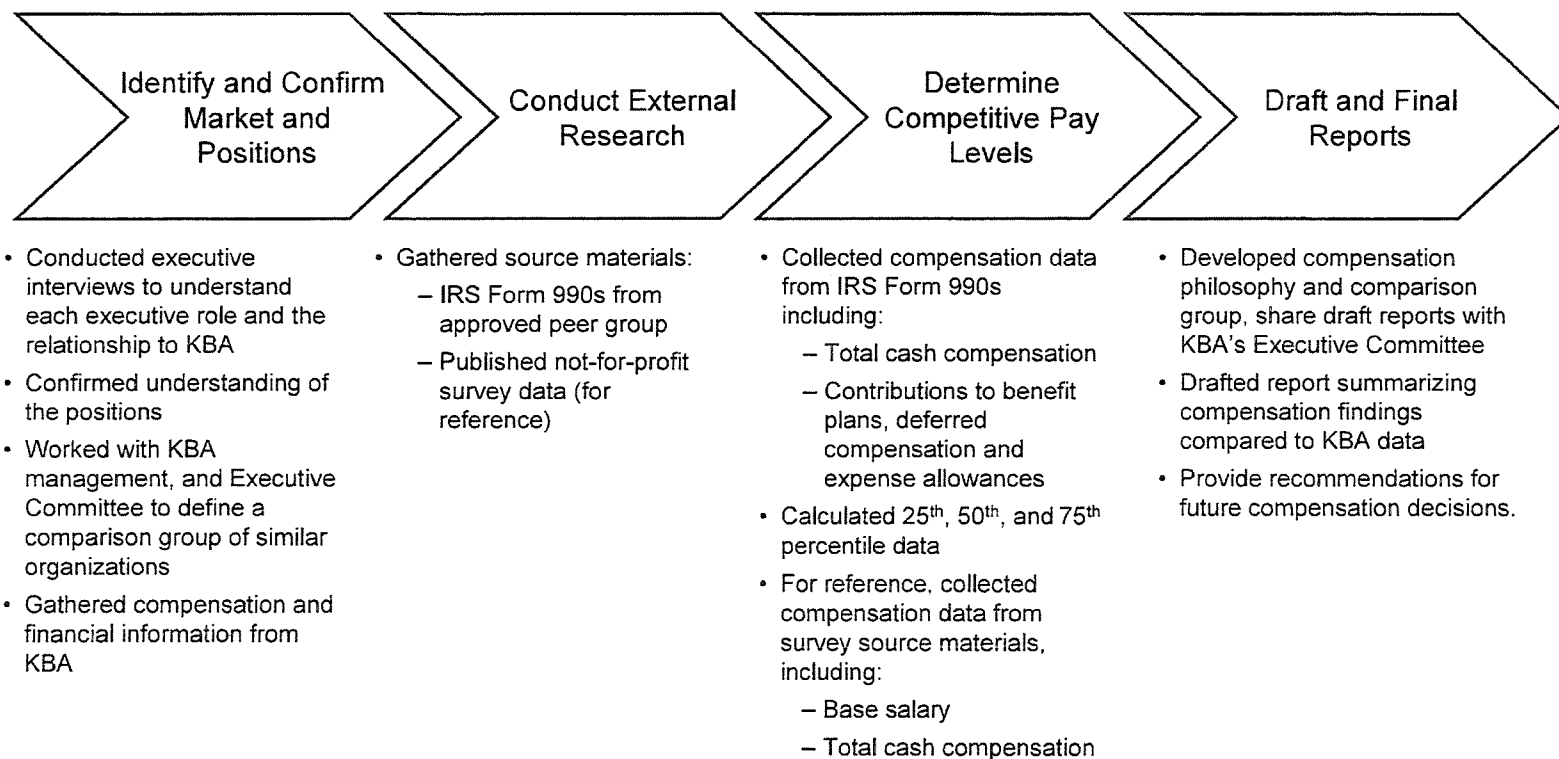 Identify and Confirm
Market and
Positions
Conduct External
Research
Determine
Competitive Pay
Levels
Draft and Final
Reports
• Conducted executive
interviews to understand
each executive role and the
relationship to KBA
• Confirmed understanding of
the positions
• Worked with KBA
management, and Executive
Committee to define a
comparison group of similar
organizations
• Gathered compensation and
financial information from
KBA
• Gathered source materials:
– IRS Form 990s from
approved peer group
– Published not-for-profit
survey data (for
reference)
• Collected compensation data
from IRS Form 990s
including:
– Total cash compensation
– Contributions to benefit
plans, deferred
compensation and
expense allowances
• Calculated 25th, 50th, and 75th
percentile data
• For reference, collected
compensation data from
survey source materials,
including:
– Base salary
– Total cash compensation
• Developed compensation
philosophy and comparison
group, share draft reports with
KBA's Executive Committee
• Drafted report summarizing
compensation findings
compared to KBA data
• Provide recommendations for
future compensation decisions.